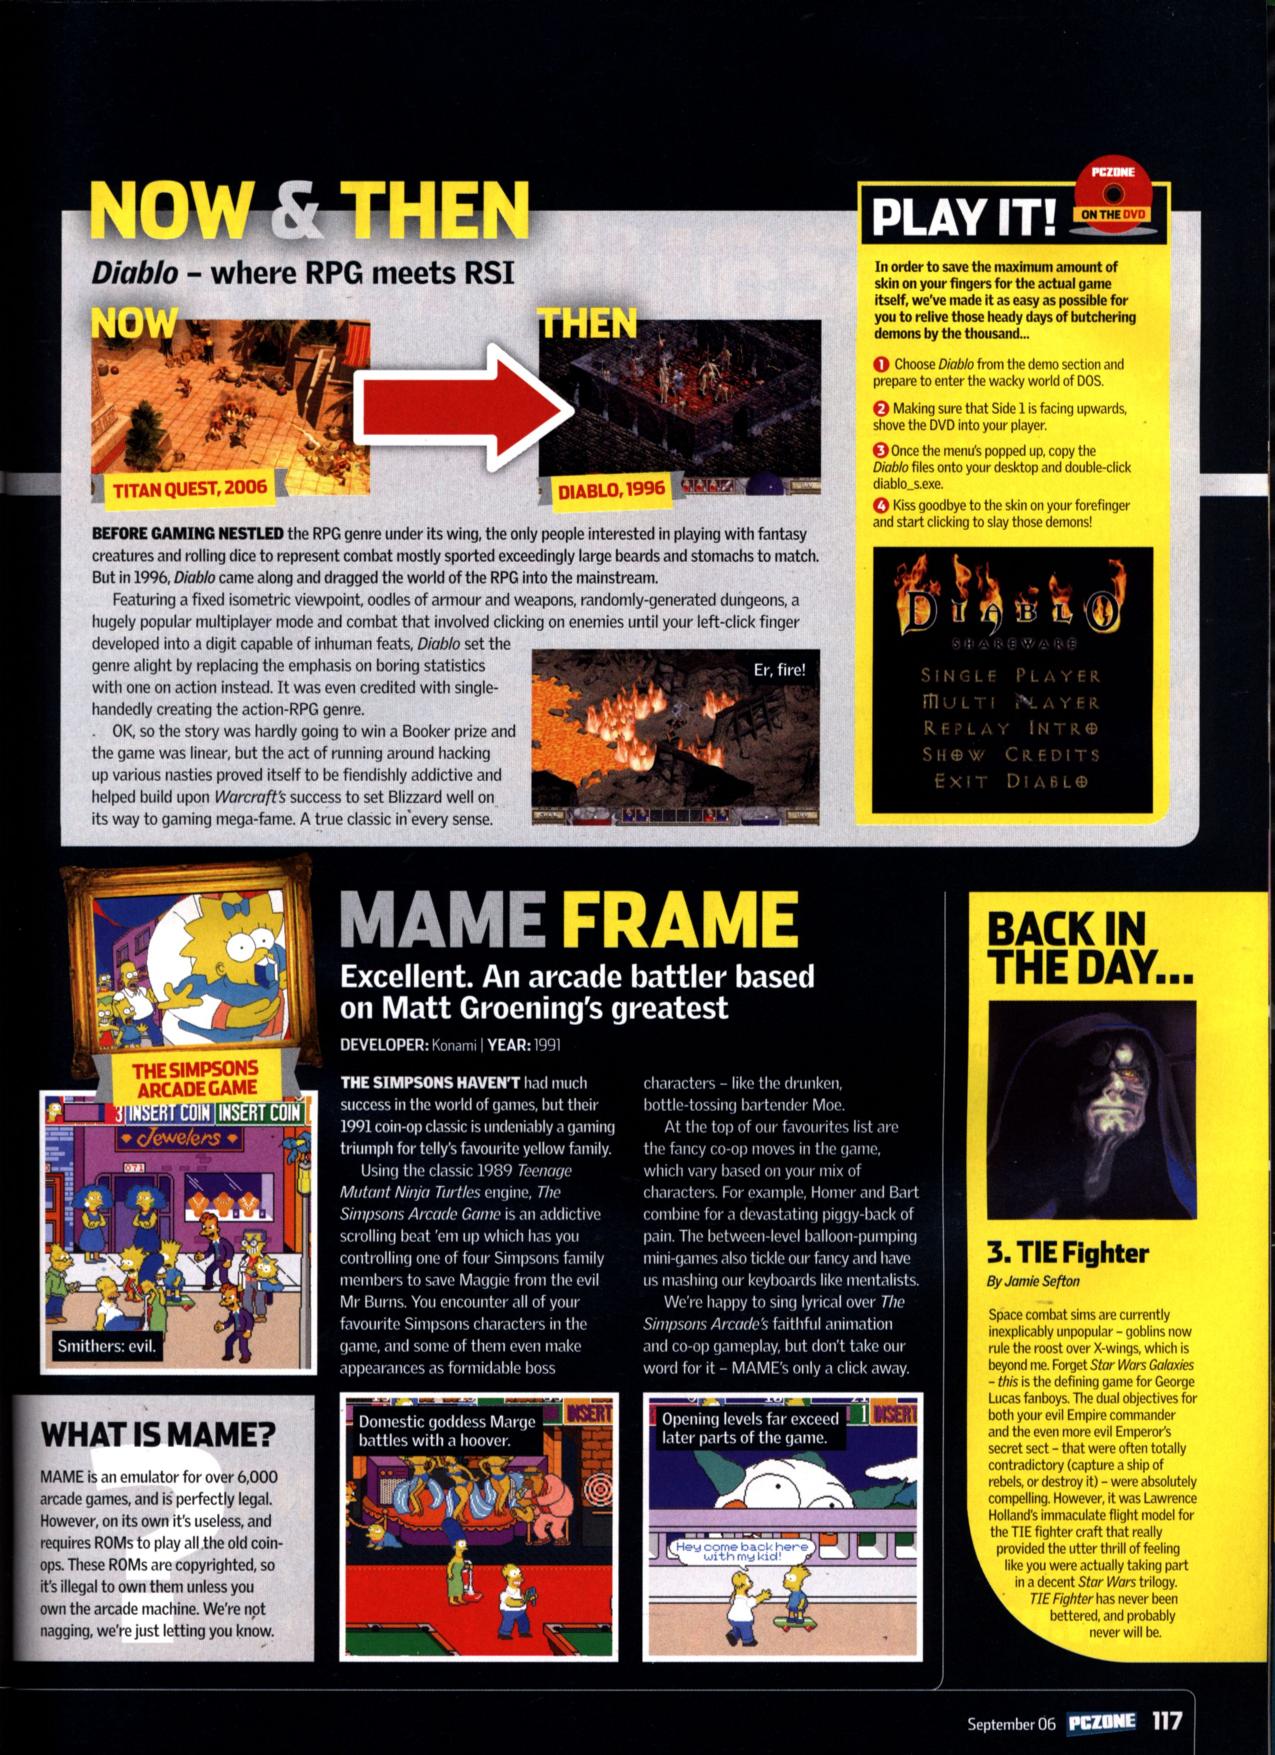 NOW & THEN
Diablo – where RPG meets RSI
NOW
THEN
TITAN QUEST, 2006
DIABLO, 1996
BEFORE GAMING NESTLED the RPG genre under its wing, the only people interested in playing with fantasy
creatures and rolling dice to represent combat mostly sported exceedingly large beards and stomachs to match.
But in 1996, Diablo came along and dragged the world of the RPG into the mainstream.
Featuring a fixed isometric viewpoint, oodles of armour and weapons, randomly-generated dungeons, a
hugely popular multiplayer mode and combat that involved clicking on enemies until your left-click finger
developed into a digit capable of inhuman feats, Diablo set the
genre alight by replacing the emphasis on boring statistics
with one on action instead. It was even credited with single-
handedly creating the action-RPG genre.
OK, so the story was hardly going to win a Booker prize and
the game was linear, but the act of running around hacking
up various nasties proved itself to be fiendishly addictive and
helped build upon Warcraft's success to set Blizzard well on
its way to gaming mega-fame. A true classic in every sense.
Er, fire!
PLAY IT!
PCZONE
ON THE DVD
In order to save the maximum amount of
skin on your fingers for the actual game
itself, we've made it as easy as possible for
you to relive those heady days of butchering
demons by the thousand...
1 Choose Diablo from the demo section and
prepare to enter the wacky world of DOS.
2 Making sure that Side 1 is facing upwards,
shove the DVD into your player.
3 Once the menu's popped up, copy the
Diablo files onto your desktop and double-click
diablo_s.exe.
4 Kiss goodbye to the skin on your forefinger
and start clicking to slay those demons!
DIABLO
SHAREWARE
SINGLE PLAYER
MULTI PLAYER
REPLAY INTRO
SHOW CREDITS
EXIT DIABLO
THE SIMPSONS
ARCADE GAME
3 INSERT COIN INSERT COIN
Jewelers
071
Smithers: evil.
MAME FRAME
Excellent. An arcade battler based
on Matt Groening's greatest
DEVELOPER: Konami | YEAR: 1991
THE SIMPSONS HAVEN'T had much
success in the world of games, but their
1991 coin-op classic is undeniably a gaming
triumph for telly's favourite yellow family.
Using the classic 1989 Teenage
Mutant Ninja Turtles engine, The
Simpsons Arcade Game is an addictive
scrolling beat 'em up which has you
controlling one of four Simpsons family
members to save Maggie from the evil
Mr Burns. You encounter all of your
favourite Simpsons characters in the
game, and some of them even make
appearances as formidable boss
characters – like the drunken,
bottle-tossing bartender Moe.
At the top of our favourites list are
the fancy co-op moves in the game,
which vary based on your mix of
characters. For example, Homer and Bart
combine for a devastating piggy-back of
pain. The between-level balloon-pumping
mini-games also tickle our fancy and have
us mashing our keyboards like mentalists.
We're happy to sing lyrical over The
Simpsons Arcade's faithful animation
and co-op gameplay, but don't take our
word for it – MAME's only a click away.
WHAT IS MAME?
MAME is an emulator for over 6,000
arcade games, and is perfectly legal.
However, on its own it's useless, and
requires ROMs to play all the old coin-
ops. These ROMs are copyrighted, so
it's illegal to own them unless you
own the arcade machine. We're not
nagging, we're just letting you know.
INSERT
Domestic goddess Marge
battles with a hoover.
1 INSERT
Opening levels far exceed
later parts of the game.
Hey come back here
with my kid!
BACK IN
THE DAY...
3. TIE Fighter
By Jamie Sefton
Space combat sims are currently
inexplicably unpopular – goblins now
rule the roost over X-wings, which is
beyond me. Forget Star Wars Galaxies
– this is the defining game for George
Lucas fanboys. The dual objectives for
both your evil Empire commander
and the even more evil Emperor's
secret sect – that were often totally
contradictory (capture a ship of
rebels, or destroy it) – were absolutely
compelling. However, it was Lawrence
Holland's immaculate flight model for
the TIE fighter craft that really
provided the utter thrill of feeling
like you were actually taking part
in a decent Star Wars trilogy.
TIE Fighter has never been
bettered, and probably
never will be.
September 06 PCZONE 117